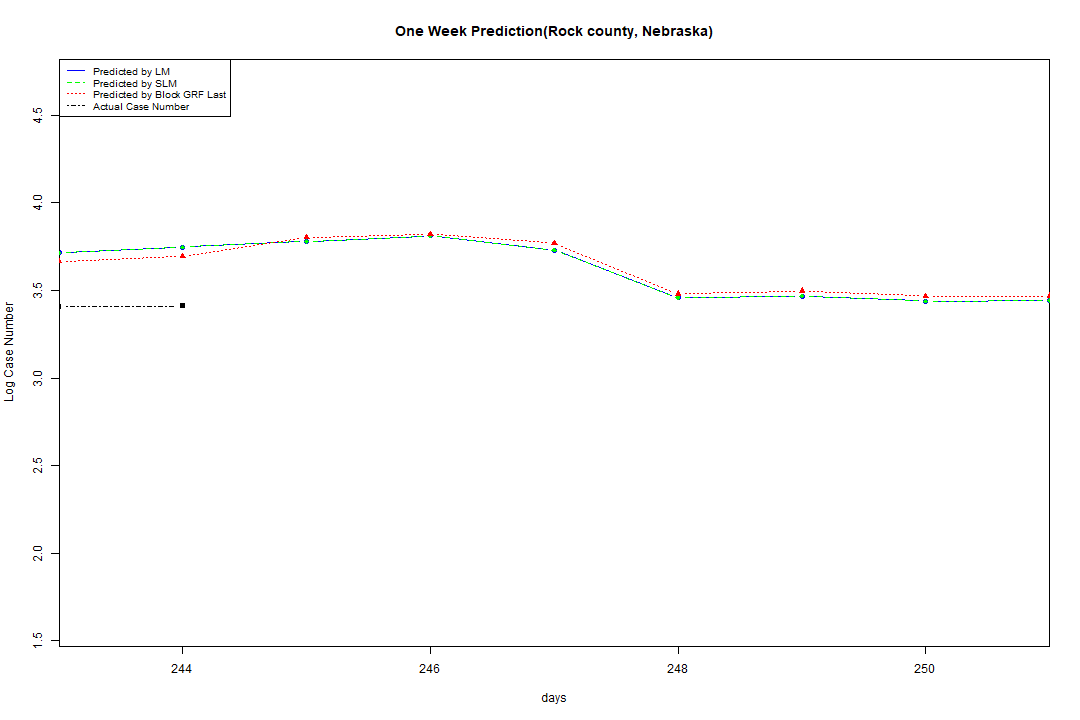 One Week Prediction(Rock county, Nebraska)
Predicted by LM
Predicted by SLM
Predicted by Block GRF Last
Actual Case Number
4.5
4.0
3.5
3.0
2.5
2.0
1.5
Log Case Number
244 246 248 250
days